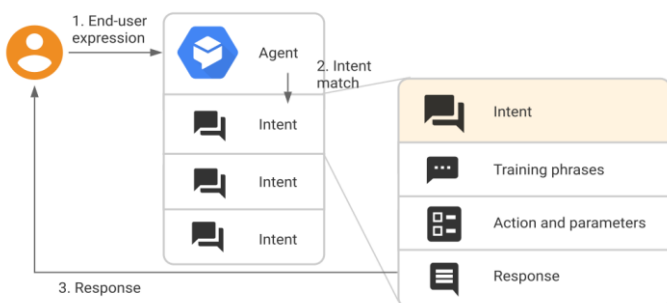 1. End-user
expression
Agent
2. Intent
match
Intent
Intent
Intent
Intent
Training phrases
Action and parameters
Response
3. Response